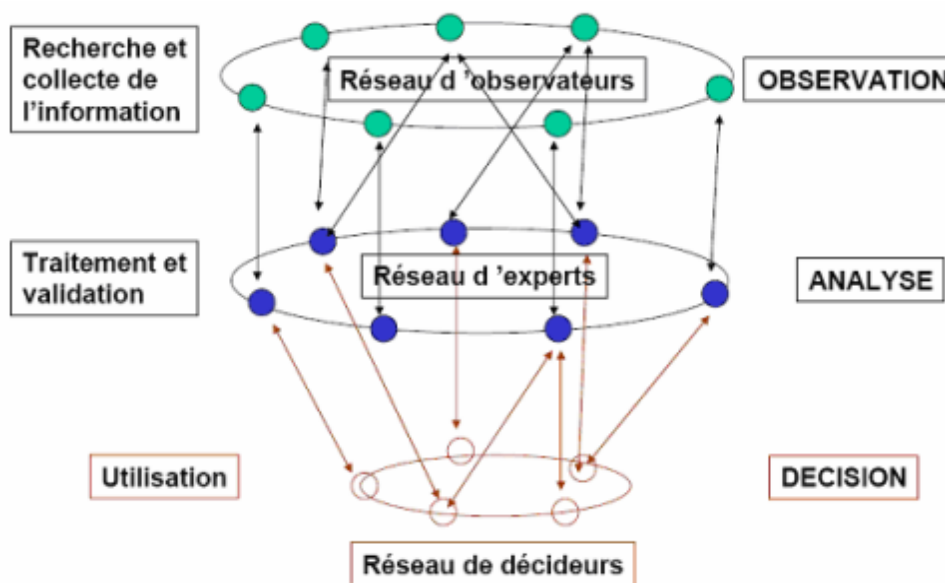 Recherche et
collecte de
l'information
Réseau d 'observateurs
OBSERVATION
Traitement et
validation
Réseau d 'experts
ANALYSE
Utilisation
DECISION
Réseau de décideurs